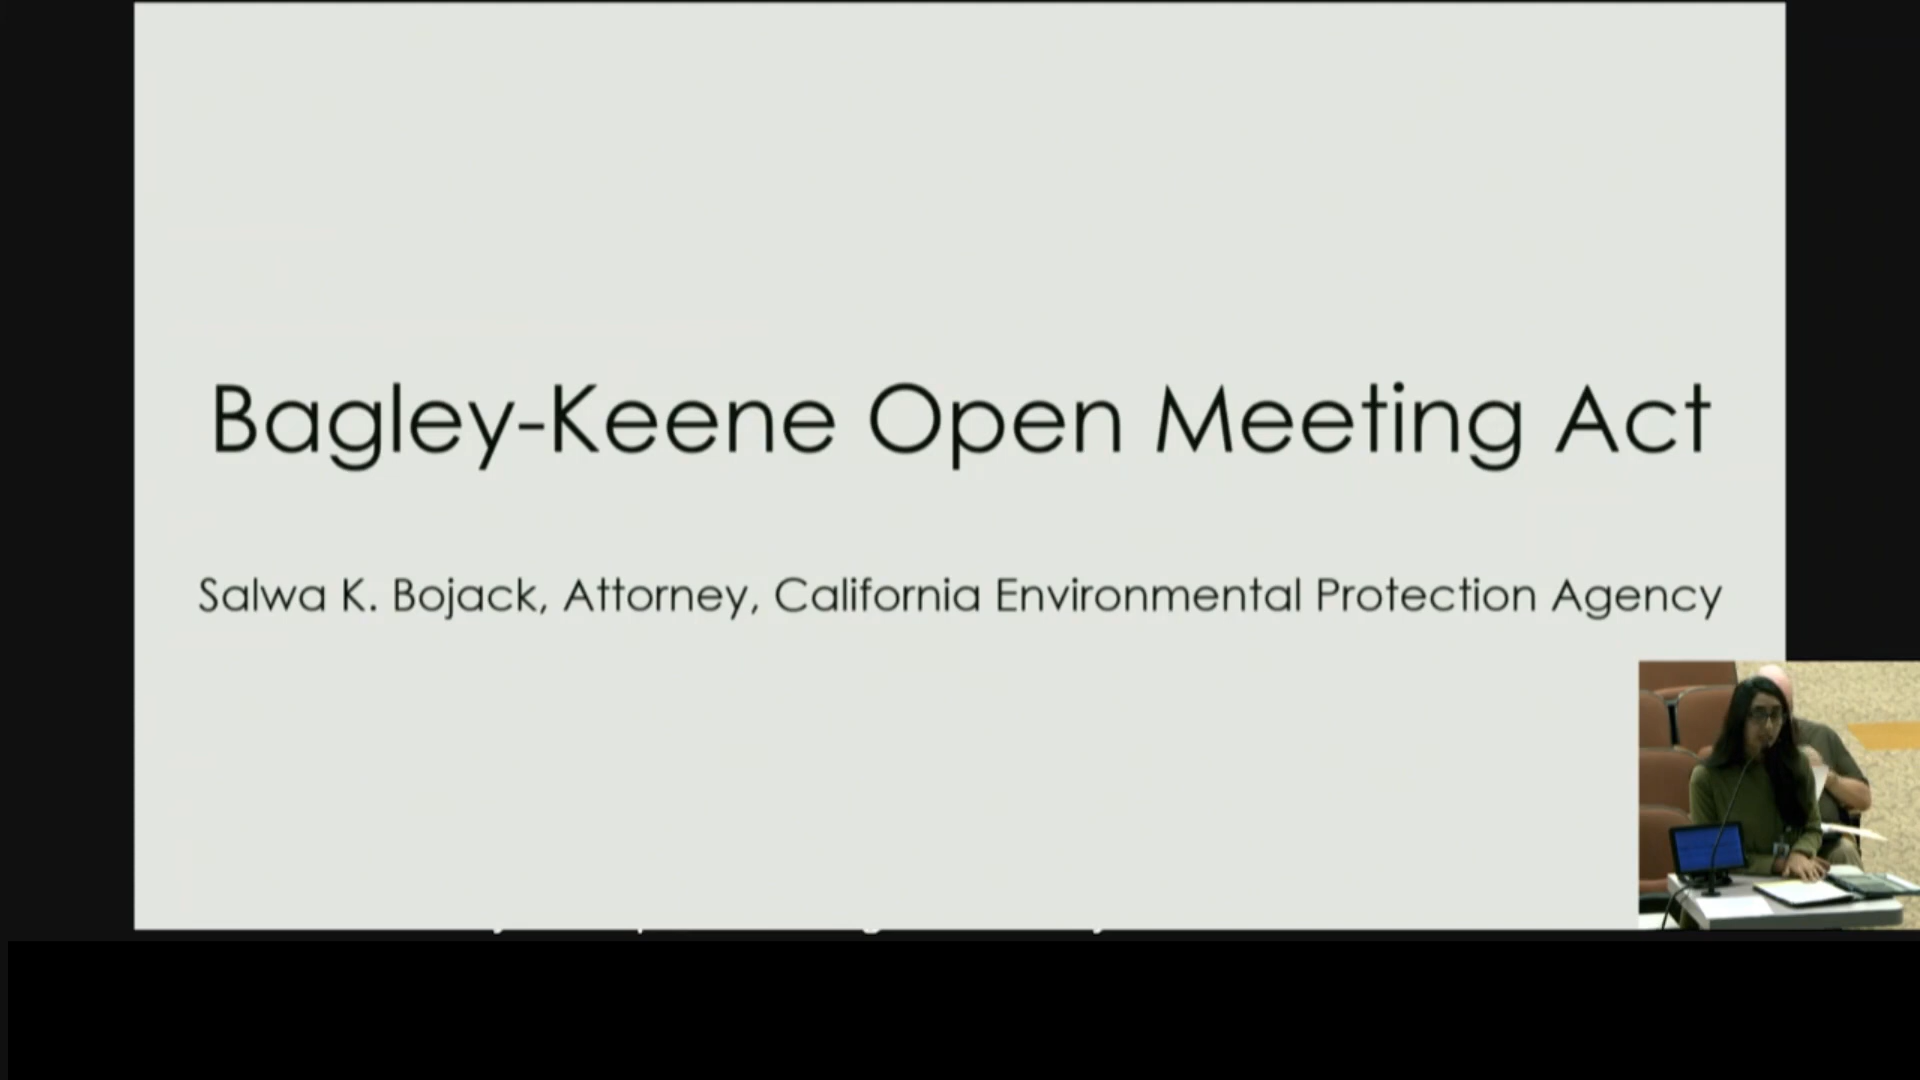 Bagley-Keene Open Meeting Act
Salwa K. Bojack, Attorney, California Environmental Protection Agency